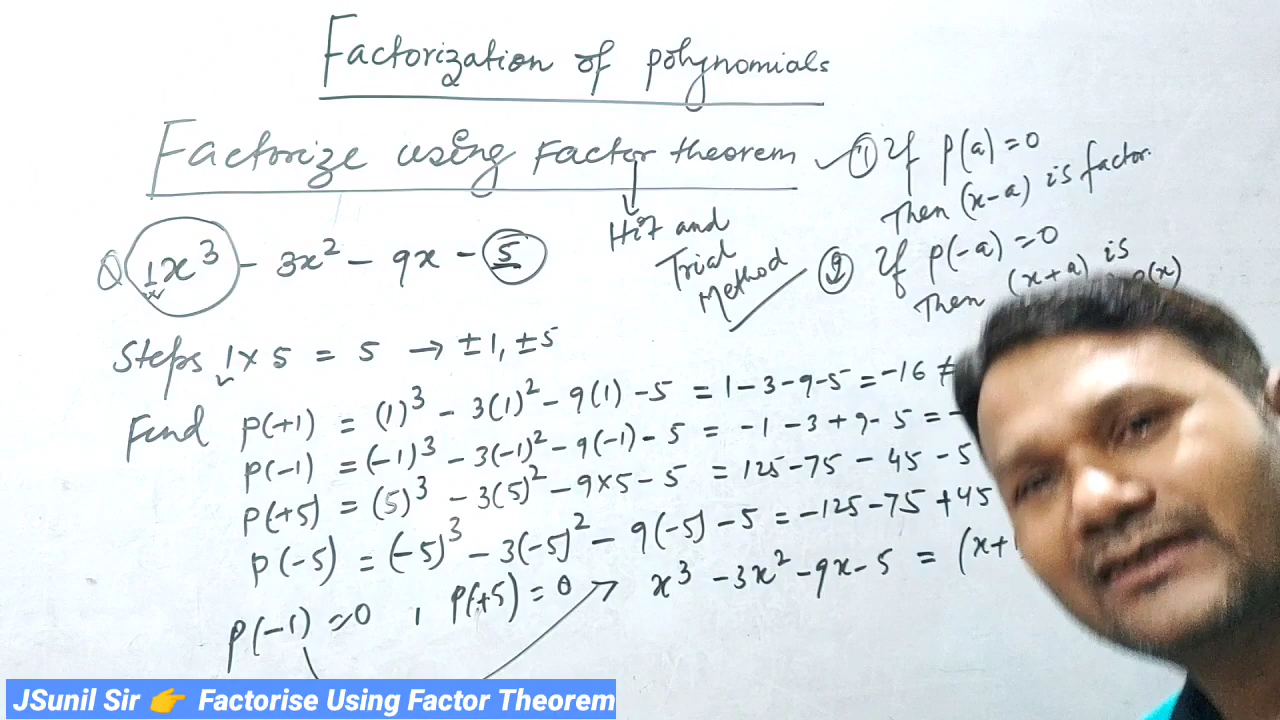 Factorization of polynomials
Factorize using Factor theorem
Hit and
Trial
Method
① If p(a) = 0
Then (x-a) is factor.
② If p(-a) = 0
Then (x+a) is
p(x)
Q 1x³ - 3x² - 9x - 5
Steps 1 × 5 = 5 → ±1, ±5
Find p(+1) = (1)³ - 3(1)² - 9(1) - 5 = 1 - 3 - 9 - 5 = -16 ≠
p(-1) = (-1)³ - 3(-1)² - 9(-1) - 5 = -1 - 3 + 9 - 5 = -
p(+5) = (5)³ - 3(5)² - 9×5 - 5 = 125 - 75 - 45 - 5
p(-5) = (-5)³ - 3(-5)² - 9(-5) - 5 = -125 - 75 + 45
p(-1) = 0 , p(+5) = 0 → x³ - 3x² - 9x - 5 = (x+
JSunil Sir 👉 Factorise Using Factor Theorem